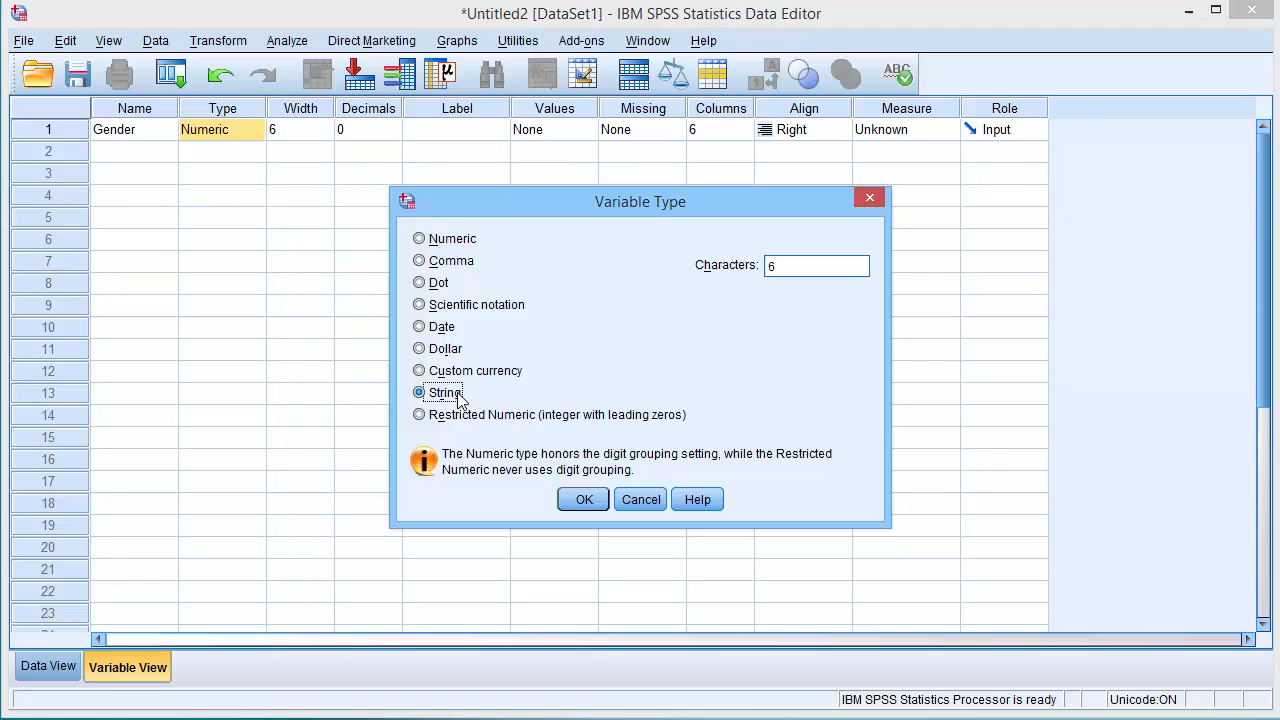 *Untitled2 [DataSet1] - IBM SPSS Statistics Data Editor
File Edit View Data Transform Analyze Direct Marketing Graphs Utilities Add-ons Window Help
A
ABC
Name Type Width Decimals Label Values Missing Columns Align Measure Role
1 Gender Numeric 6 0 None None 6 Right Unknown Input
2
3
4
5
6
7
8
9
10
11
12
13
14
15
16
17
18
19
20
21
22
23
Variable Type
Numeric
Comma
Dot
Scientific notation
Date
Dollar
Custom currency
String
Restricted Numeric (integer with leading zeros)
Characters: 6
The Numeric type honors the digit grouping setting, while the Restricted
Numeric never uses digit grouping.
OK Cancel Help
Data View Variable View
IBM SPSS Statistics Processor is ready Unicode:ON